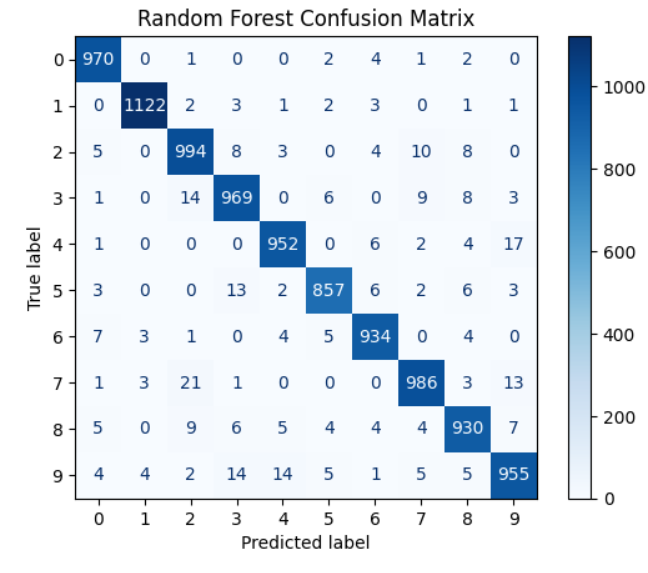 Random Forest Confusion Matrix
0 970 0 1 0 0 2 4 1 2 0
1 0 1122 2 3 1 2 3 0 1 1
2 5 0 994 8 3 0 4 10 8 0
3 1 0 14 969 0 6 0 9 8 3
4 1 0 0 0 952 0 6 2 4 17
5 3 0 0 13 2 857 6 2 6 3
6 7 3 1 0 4 5 934 0 4 0
7 1 3 21 1 0 0 0 986 3 13
8 5 0 9 6 5 4 4 4 930 7
9 4 4 2 14 14 5 1 5 5 955
0 1 2 3 4 5 6 7 8 9
Predicted label
True label
1000
800
600
400
200
0